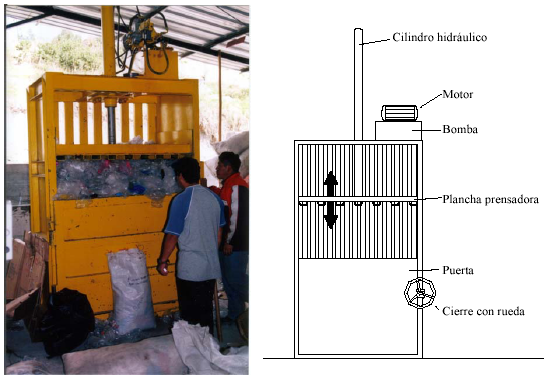 Cilindro hidráulico
Motor
Bomba
Plancha prensadora
Puerta
Cierre con rueda